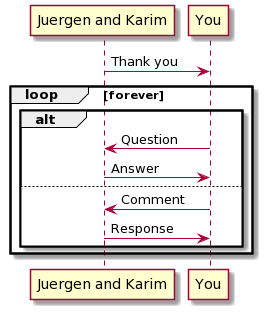 Juergen and Karim You
Thank you
loop [forever]
alt
Question
Answer
Comment
Response
Juergen and Karim You